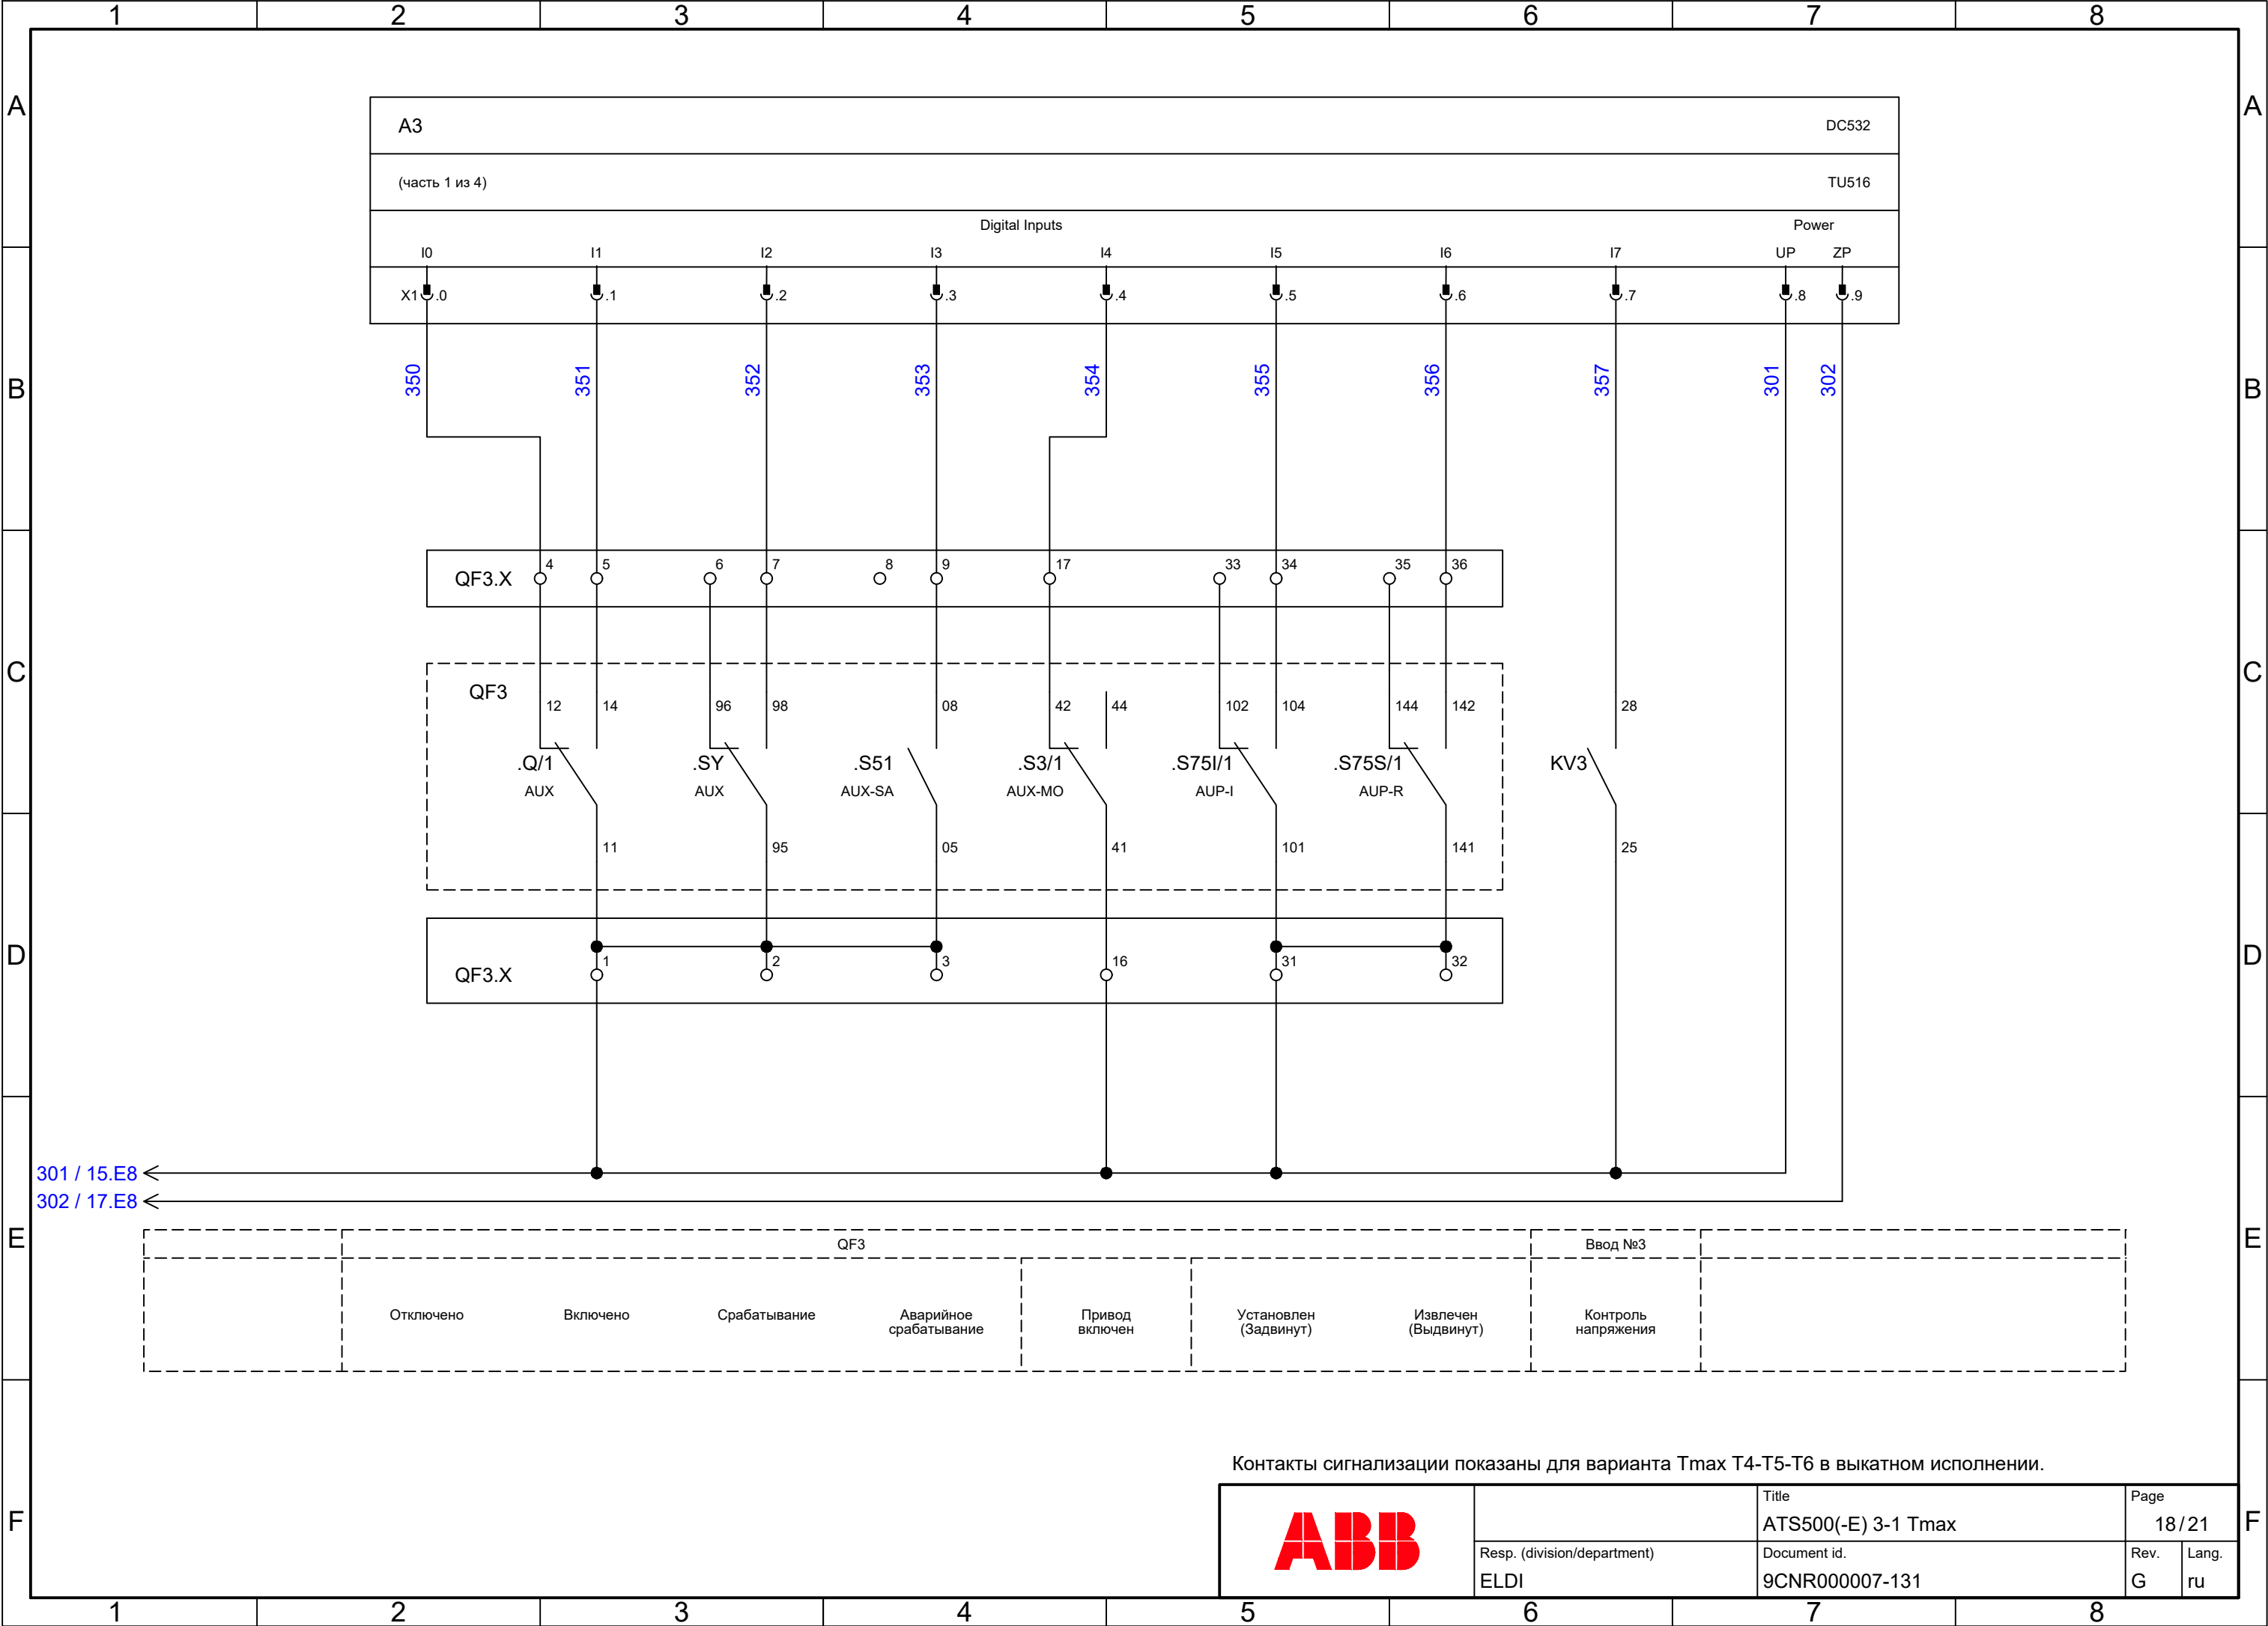 1 2 3 4 5 6 7 8
A A
A3 DC532
(часть 1 из 4) TU516
Digital Inputs Power
I0 I1 I2 I3 I4 I5 I6 I7 UP ZP
X1 .0 .1 .2 .3 .4 .5 .6 .7 .8 .9
B 350 351 352 353 354 355 356 357 301 302 B
4 5 6 7 8 9 17 33 34 35 36
QF3.X
C C
QF3
12 14 96 98 08 42 44 102 104 144 142 28
.Q/1 .SY .S51 .S3/1 .S75I/1 .S75S/1 KV3
AUX AUX AUX-SA AUX-MO AUP-I AUP-R
11 95 05 41 101 141 25
D D
1 2 3 16 31 32
QF3.X
301 / 15.E8
302 / 17.E8
E E
QF3 Ввод №3
Отключено Включено Срабатывание Аварийное Привод Установлен Извлечен Контроль
срабатывание включен (Задвинут) (Выдвинут) напряжения
Контакты сигнализации показаны для варианта Tmax T4-T5-T6 в выкатном исполнении.
F F
ABB
Title Page
ATS500(-E) 3-1 Tmax 18/21
Resp. (division/department) Document id. Rev. Lang.
ELDI 9CNR000007-131 G ru
1 2 3 4 5 6 7 8